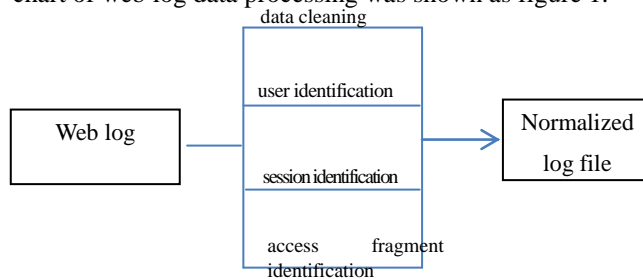 chart of web log data processing was shown as figure 1.
data cleaning
user identification
Web log
Normalized
log file
session identification
access fragment
identification